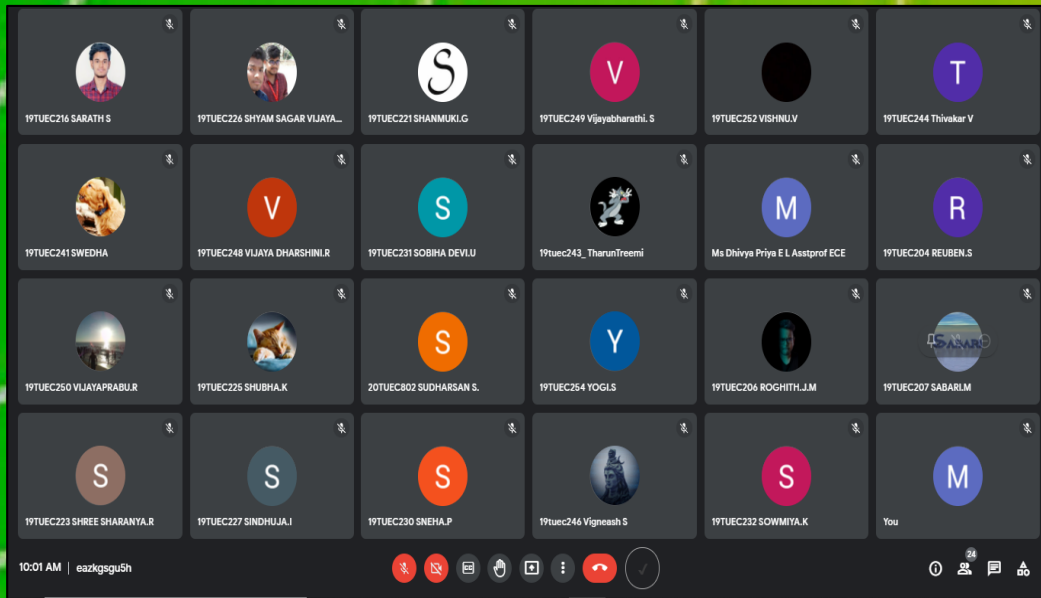 S
V
T
19TUEC216 SARATH S
19TUEC226 SHYAM SAGAR VIJAYA...
19TUEC221 SHANMUKI.G
19TUEC249 Vijayabharathi. S
19TUEC252 VISHNU.V
19TUEC244 Thivakar V
V
S
M
R
19TUEC241 SWEDHA
19TUEC248 VIJAYA DHARSHINI.R
19TUEC231 SOBIHA DEVI.U
19tuec243_ TharunTreemi
Ms Dhivya Priya E L Asstprof ECE
19TUEC204 REUBEN.S
S
Y
SABARI
19TUEC250 VIJAYAPRABU.R
19TUEC225 SHUBHA.K
20TUEC802 SUDHARSAN S.
19TUEC254 YOGI.S
19TUEC206 ROGHITH.J.M
19TUEC207 SABARI.M
S
S
S
S
M
19TUEC223 SHREE SHARANYA.R
19TUEC227 SINDHUJA.I
19TUEC230 SNEHA.P
19tuec246 Vigneash S
19TUEC232 SOWMIYA.K
You
10:01 AM | eazkgsgu5h
24